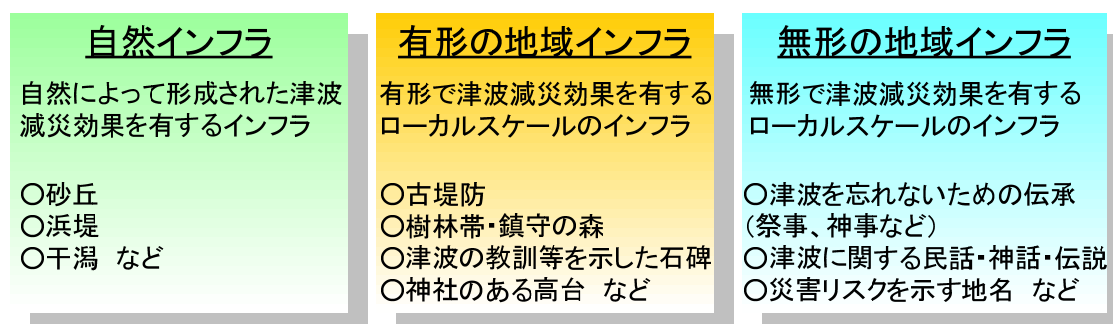 自然インフラ
自然によって形成された津波
減災効果を有するインフラ
○砂丘
○浜堤
○干潟　など
有形の地域インフラ
有形で津波減災効果を有する
ローカルスケールのインフラ
○古堤防
○樹林帯・鎮守の森
○津波の教訓等を示した石碑
○神社のある高台　など
無形の地域インフラ
無形で津波減災効果を有する
ローカルスケールのインフラ
○津波を忘れないための伝承
（祭事、神事など）
○津波に関する民話・神話・伝説
○災害リスクを示す地名　など